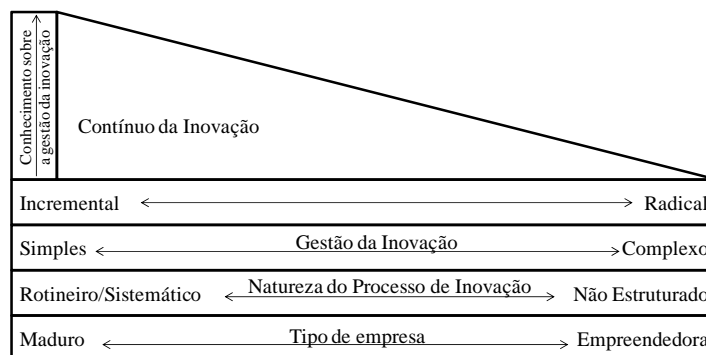 Conhecimento sobre
a gestão da inovação
Contínuo da Inovação
Incremental Radical
Simples Gestão da Inovação Complexo
Rotineiro/Sistemático Natureza do Processo de Inovação Não Estruturado
Maduro Tipo de empresa Empreendedora